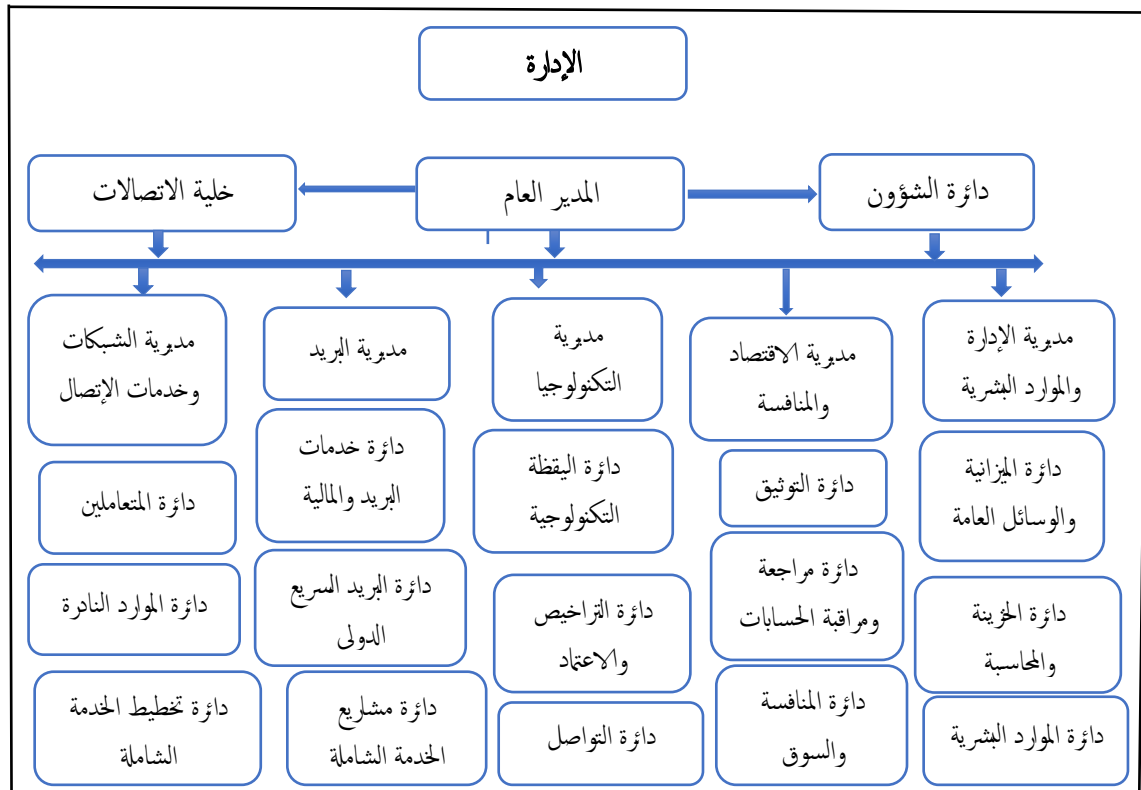 الإدارة
دائرة الشؤون
المدير العام
خلية الاتصالات
مديرية الإدارة
والموارد البشرية
مديرية الاقتصاد
والمنافسة
مديرية
التكنولوجيا
مديرية البريد
مديرية الشبكات
وخدمات الإتصال
دائرة الميزانية
والوسائل العامة
دائرة التوثيق
دائرة اليقظة
التكنولوجية
دائرة خدمات
البريد والمالية
دائرة المتعاملين
دائرة الخزينة
والمحاسبة
دائرة مراجعة
ومراقبة الحسابات
دائرة التراخيص
والاعتماد
دائرة البريد السريع
الدولى
دائرة الموارد النادرة
دائرة الموارد البشرية
دائرة المنافسة
والسوق
دائرة التواصل
دائرة مشاريع
الخدمة الشاملة
دائرة تخطيط الخدمة
الشاملة